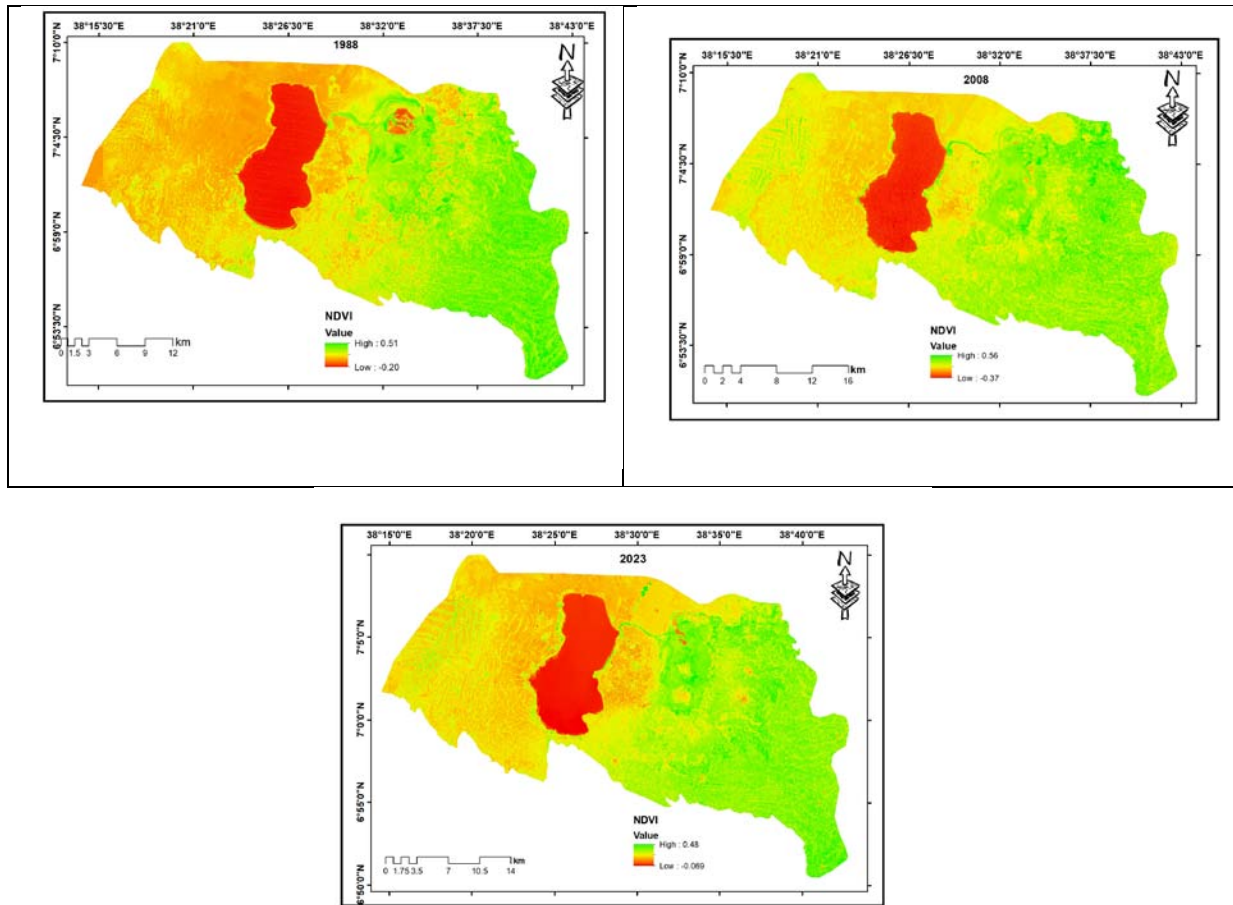 38°15'30"E 38°21'0"E 38°26'30"E 38°32'0"E 38°37'30"E 38°43'0"E
1988
N
7°10'0"N
7°4'30"N
6°59'0"N
6°53'30"N
NDVI
Value
High : 0.51
Low : -0.20
0 1.5 3 6 9 12 km
38°15'30"E 38°21'0"E 38°26'30"E 38°32'0"E 38°37'30"E 38°43'0"E
2008
N
7°10'0"N
7°4'30"N
6°59'0"N
6°53'30"N
NDVI
Value
High : 0.56
Low : -0.37
0 2 4 8 12 16 km
38°15'0"E 38°20'0"E 38°25'0"E 38°30'0"E 38°35'0"E 38°40'0"E
2023
N
7°5'0"N
7°0'0"N
6°55'0"N
6°50'0"N
NDVI
Value
High : 0.48
Low : -0.069
0 1.75 3.5 7 10.5 14 km